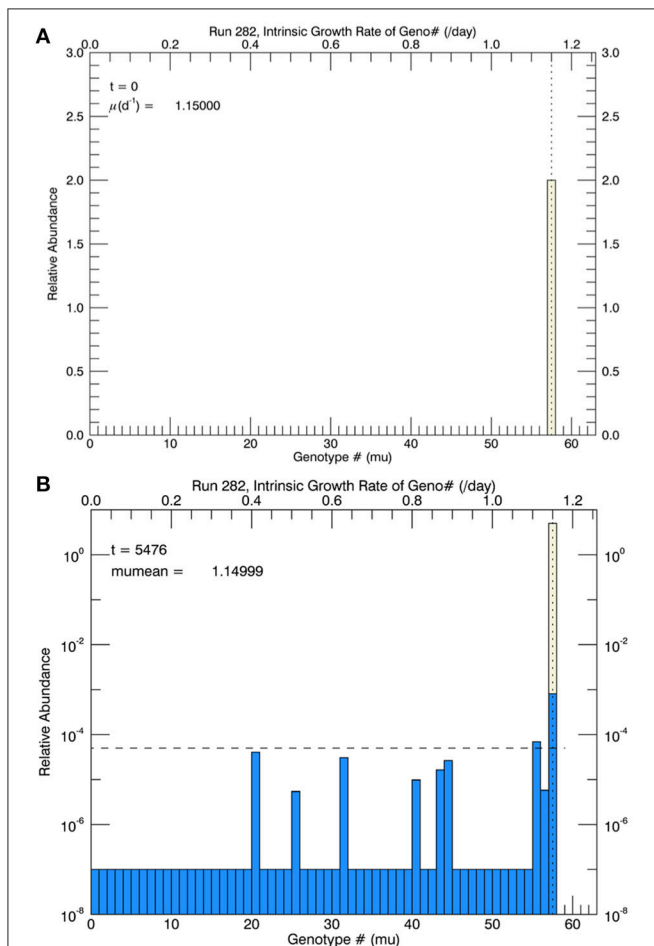 A
Run 282, Intrinsic Growth Rate of Geno# (/day)
0.0 0.2 0.4 0.6 0.8 1.0 1.2
t = 0
μ(d⁻¹) = 1.15000
3.0 3.0
2.5 2.5
2.0 2.0
1.5 1.5
1.0 1.0
0.5 0.5
0.0 0.0
Relative Abundance
0 10 20 30 40 50 60
Genotype # (mu)
B
Run 282, Intrinsic Growth Rate of Geno# (/day)
0.0 0.2 0.4 0.6 0.8 1.0 1.2
t = 5476
mumean = 1.14999
10⁰ 10⁰
10⁻² 10⁻²
10⁻⁴ 10⁻⁴
10⁻⁶ 10⁻⁶
10⁻⁸ 10⁻⁸
Relative Abundance
0 10 20 30 40 50 60
Genotype # (mu)